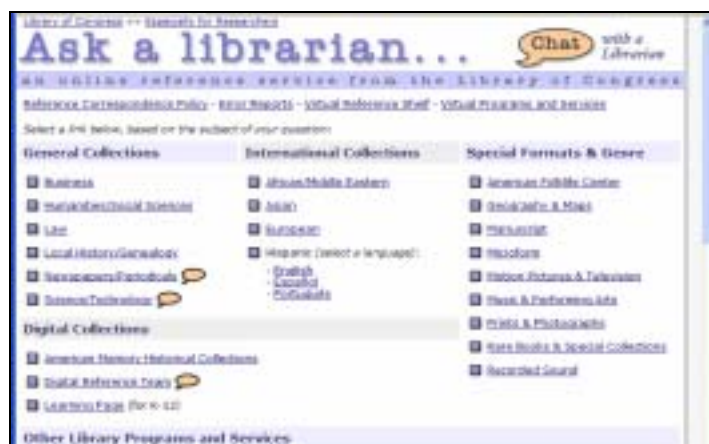 Library of Congress >> Especially for Researchers
Ask a librarian...
Chat with a Librarian
an online reference service from the Library of Congress
Reference Correspondence Policy - Error Reports - Virtual Reference Shelf - Virtual Programs and Services
Select a link below, based on the subject of your question:
General Collections
Business
Humanities/Social Sciences
Law
Local History/Genealogy
Newspapers/Periodicals
Science/Technology
International Collections
African/Middle Eastern
Asian
European
Hispanic (select a language):
- English
- Español
- Português
Special Formats & Genre
American Folklife Center
Geography & Maps
Manuscript
Microform
Motion Pictures & Television
Music & Performing Arts
Prints & Photographs
Rare Books & Special Collections
Recorded Sound
Digital Collections
American Memory Historical Collections
Digital Reference Team
Learning Page (for K-12)
Other Library Programs and Services